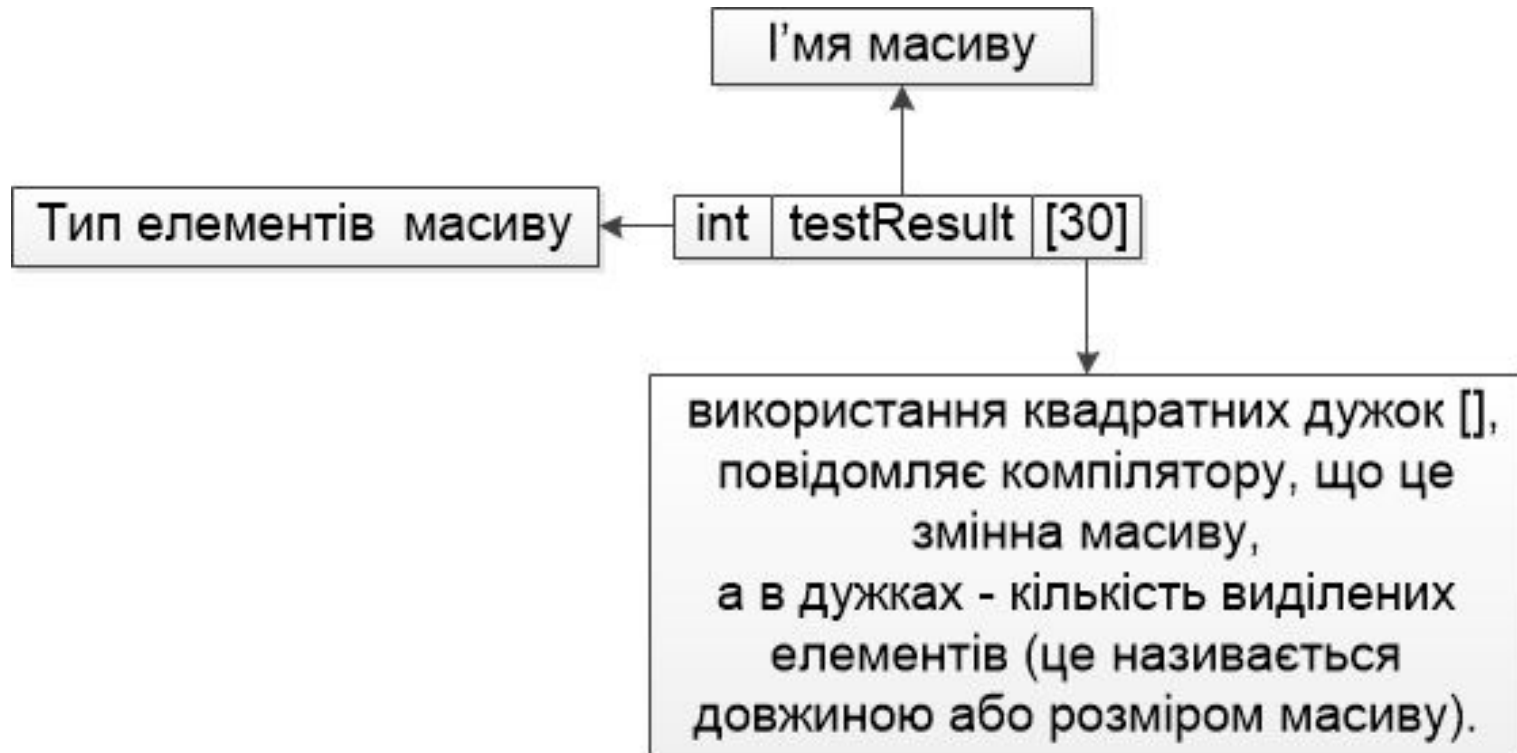 І’мя масиву
Тип елементів масиву
int testResult [30]
використання квадратних дужок [],
повідомляє компілятору, що це
змінна масиву,
а в дужках - кількість виділених
елементів (це називається
довжиною або розміром масиву).